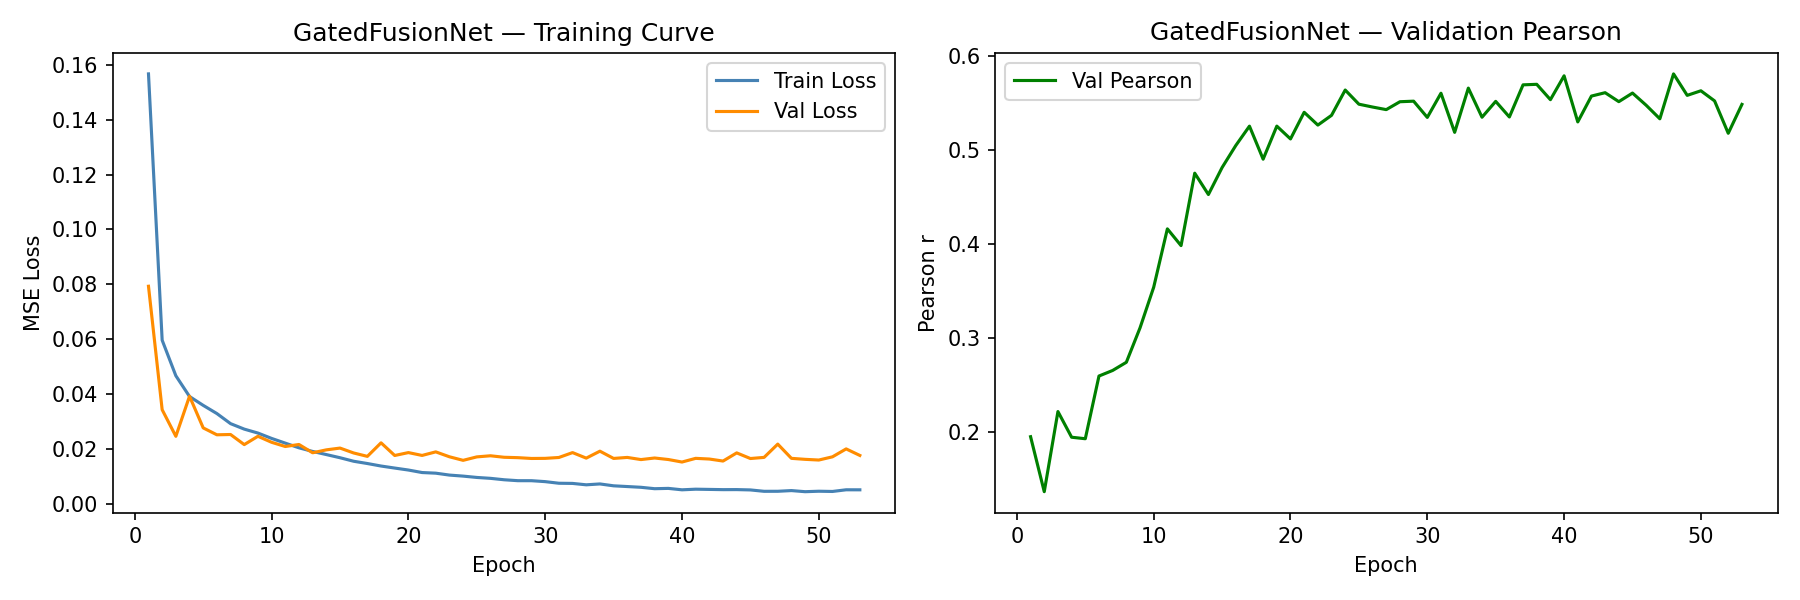 GatedFusionNet — Training Curve
0.16
0.14
0.12
0.10
0.08
0.06
0.04
0.02
0.00
MSE Loss
Train Loss
Val Loss
0 10 20 30 40 50
Epoch
GatedFusionNet — Validation Pearson
0.6
0.5
0.4
0.3
0.2
Pearson r
Val Pearson
0 10 20 30 40 50
Epoch